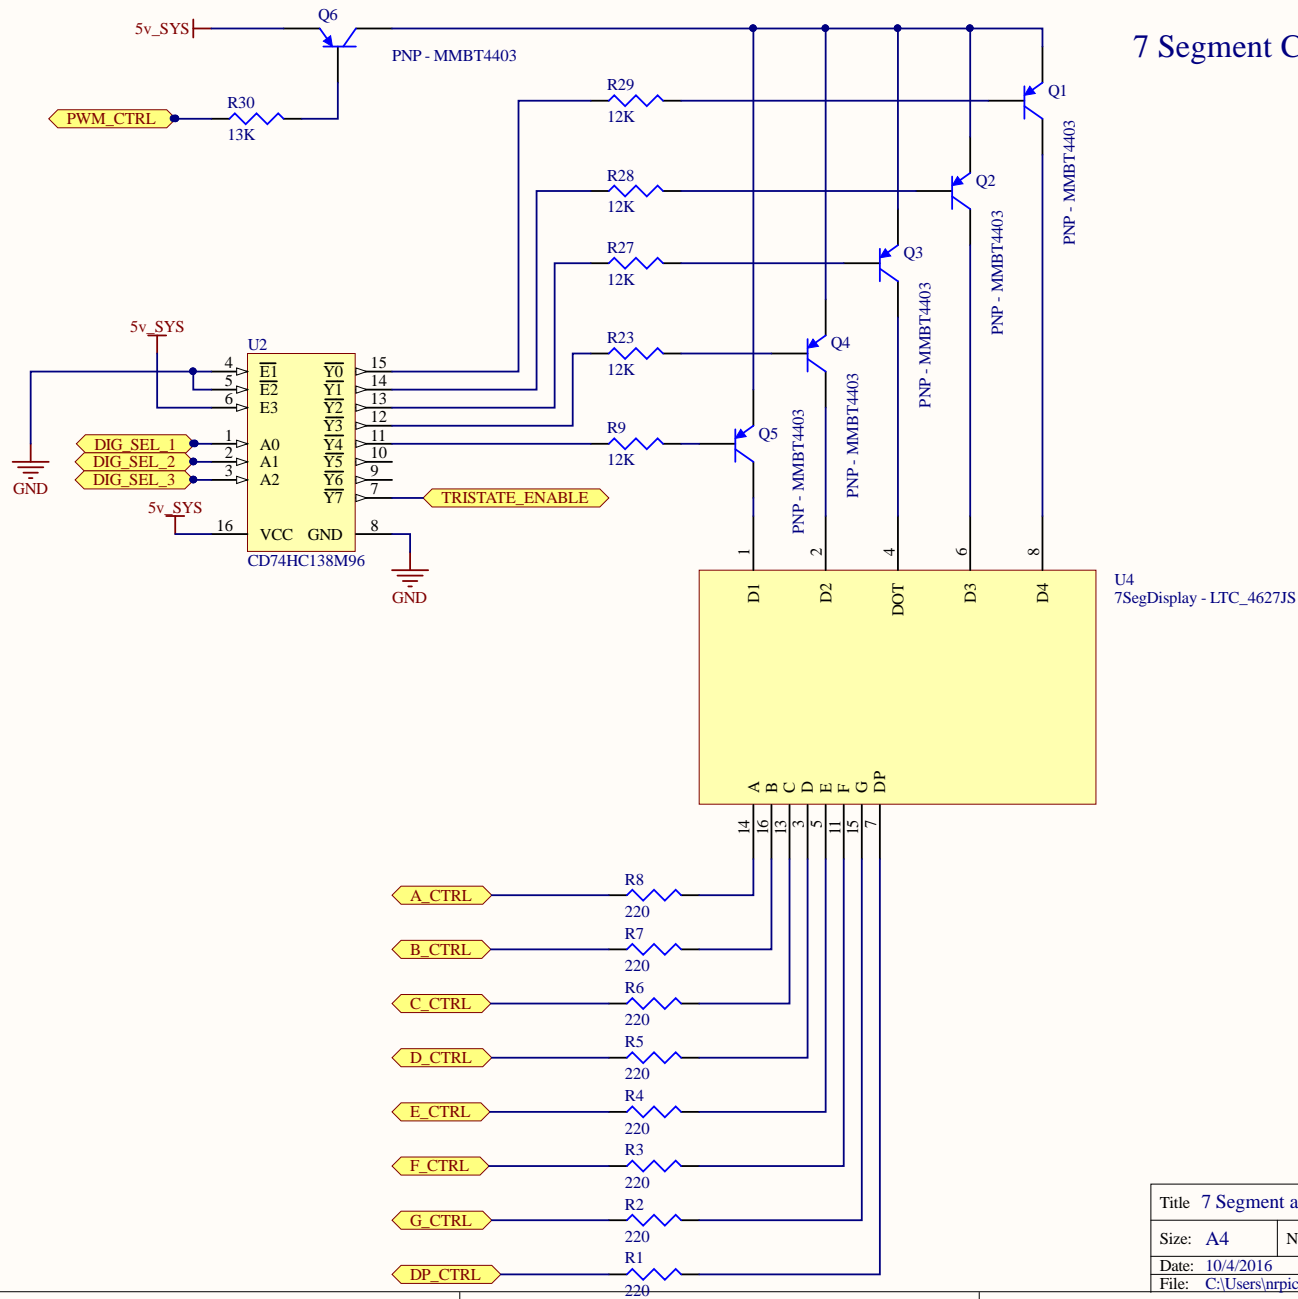 Q6
5v_SYS
PNP - MMBT4403
7 Segment C
R30
PWM_CTRL
13K
R29
12K
Q1
PNP - MMBT4403
R28
12K
Q2
PNP - MMBT4403
R27
12K
Q3
PNP - MMBT4403
R23
12K
Q4
PNP - MMBT4403
R9
12K
Q5
PNP - MMBT4403
5v_SYS
U2
4 E1 Y0 15
5 E2 Y1 14
6 E3 Y2 13
Y3 12
DIG_SEL_1 1 A0 Y4 11
DIG_SEL_2 2 A1 Y5 10
DIG_SEL_3 3 A2 Y6 9
Y7 7 TRISTATE_ENABLE
GND
5v_SYS
16 VCC GND 8
CD74HC138M96
GND
1 2 4 6 8
D1 D2 DOT D3 D4
U4
7SegDisplay - LTC_4627JS
A B C D E F G DP
14 16 13 3 5 11 15 7
R8
A_CTRL
220
R7
B_CTRL
220
R6
C_CTRL
220
R5
D_CTRL
220
R4
E_CTRL
220
R3
F_CTRL
220
R2
G_CTRL
220
R1
DP_CTRL
220
Title 7 Segment a
Size: A4 N
Date: 10/4/2016
File: C:\Users\nrpic